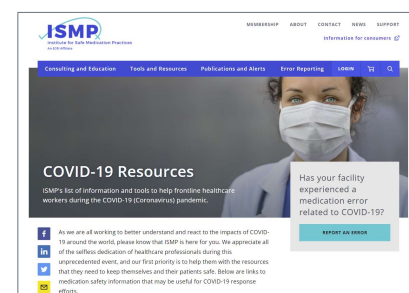 MEMBERSHIP ABOUT CONTACT NEWS SUPPORT
ISMP
Institute for Safe Medication Practices
An ECRI Affiliate
Information for consumers
Consulting and Education Tools and Resources Publications and Alerts Error Reporting LOGIN
COVID-19 Resources
ISMP's list of information and tools to help frontline healthcare
workers during the COVID-19 (Coronavirus) pandemic.
Has your facility
experienced a
medication error
related to COVID-19?
REPORT AN ERROR
As we are all working to better understand and react to the impacts of COVID-
19 around the world, please know that ISMP is here for you. We appreciate all
of the selfless dedication of healthcare professionals during this
unprecedented event, and our first priority is to help them with the resources
that they need to keep themselves and their patients safe. Below are links to
medication safety information that may be useful for COVID-19 response
efforts.